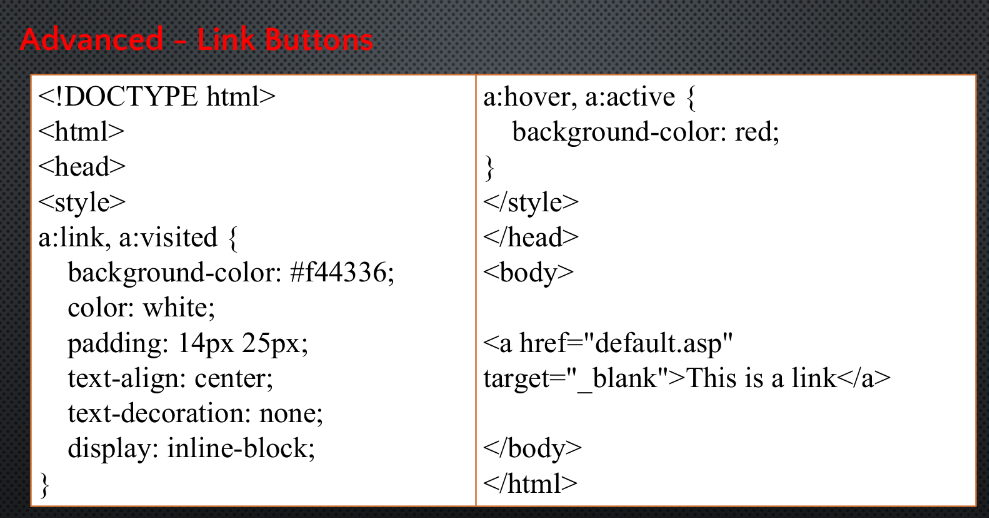 Advanced - Link Buttons
<!DOCTYPE html>
<html>
<head>
<style>
a:link, a:visited {
    background-color: #f44336;
    color: white;
    padding: 14px 25px;
    text-align: center;
    text-decoration: none;
    display: inline-block;
}
a:hover, a:active {
    background-color: red;
}
</style>
</head>
<body>

<a href="default.asp"
target="_blank">This is a link</a>

</body>
</html>